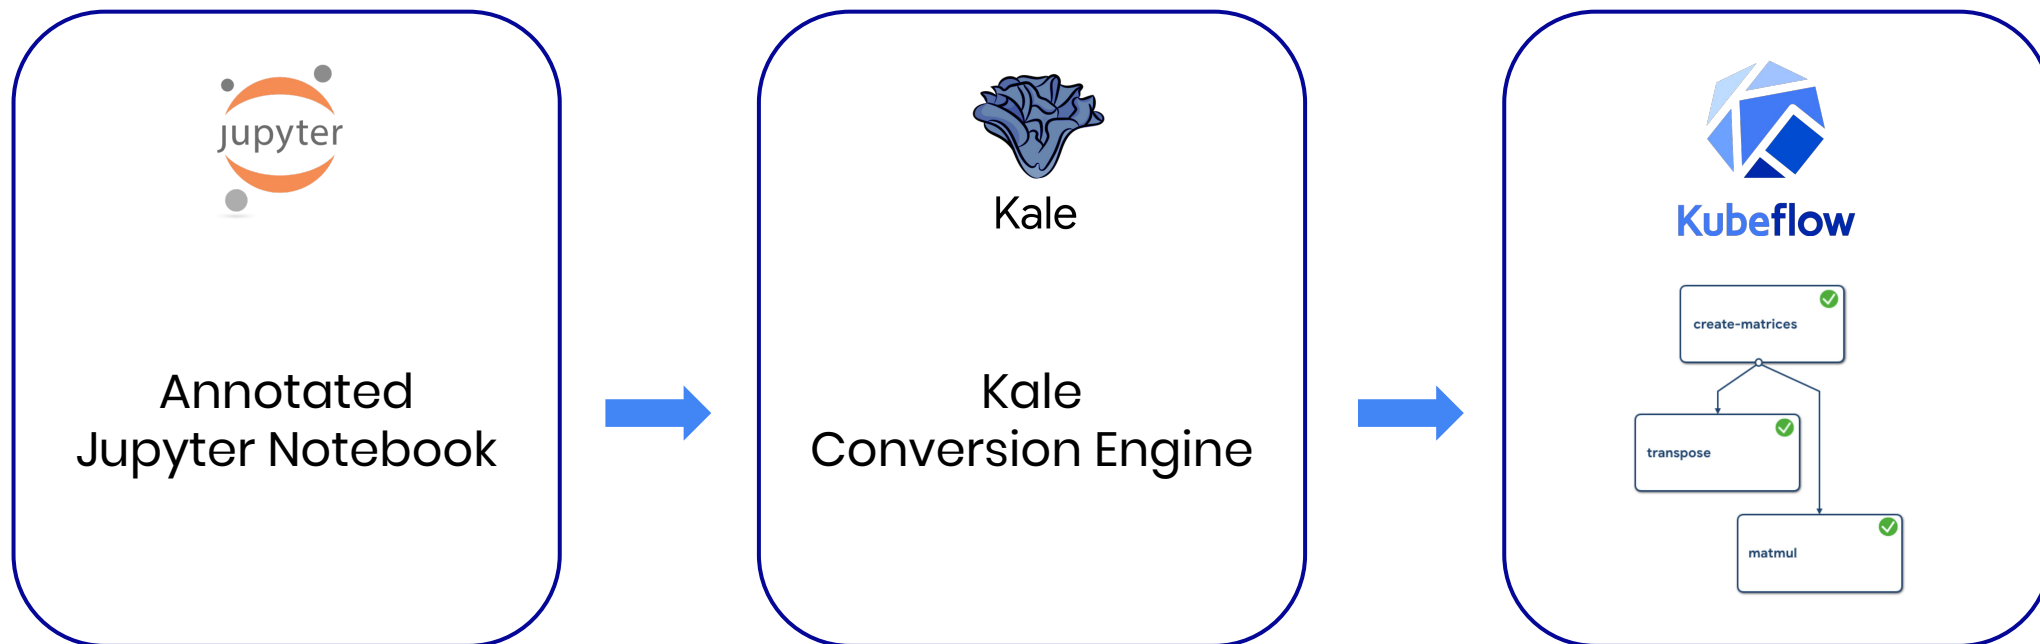 jupyter
Annotated
Jupyter Notebook
Kale
Kale
Conversion Engine
Kubeflow
create-matrices
transpose
matmul